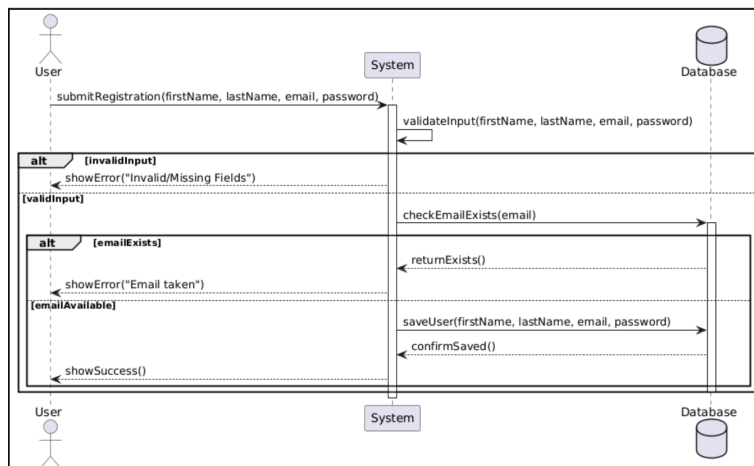 User
System
Database
submitRegistration(firstName, lastName, email, password)
validateInput(firstName, lastName, email, password)
alt [invalidInput]
showError("Invalid/Missing Fields")
[validInput]
checkEmailExists(email)
alt [emailExists]
returnExists()
showError("Email taken")
[emailAvailable]
saveUser(firstName, lastName, email, password)
confirmSaved()
showSuccess()
User
System
Database